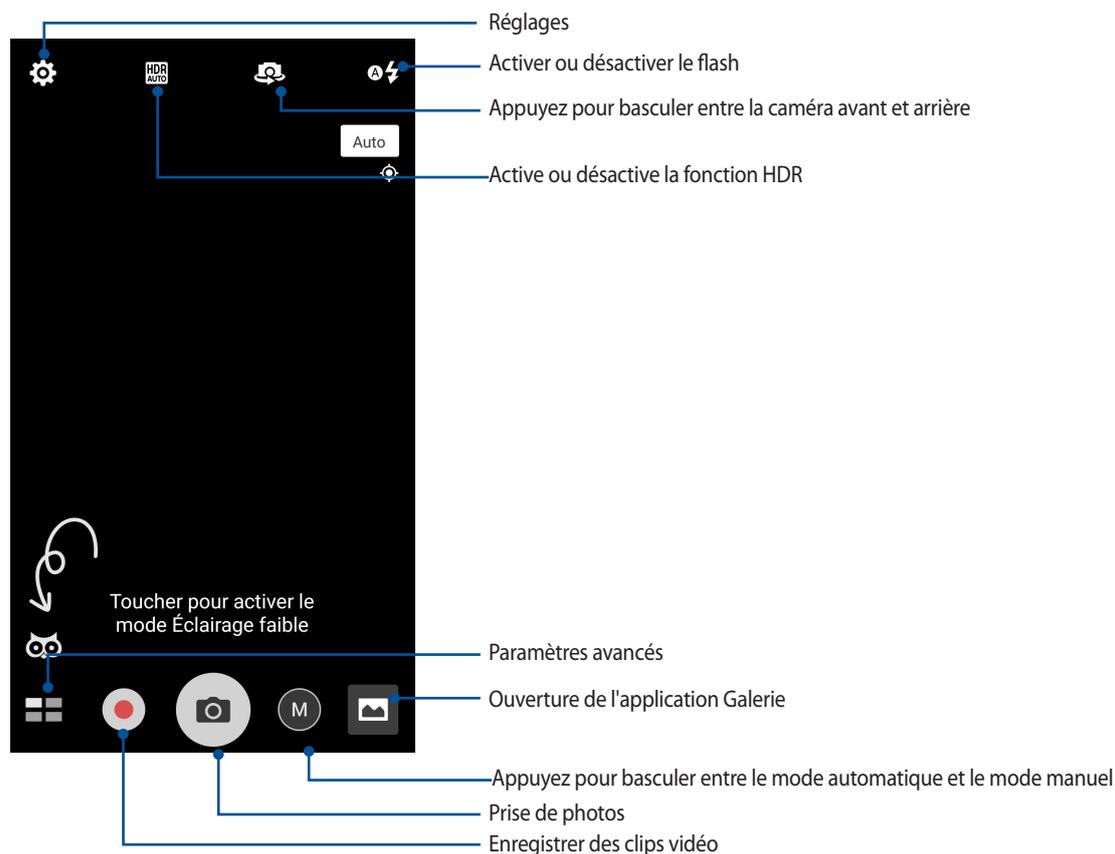 Réglages
Activer ou désactiver le flash
HDR
AUTO
A
Appuyez pour basculer entre la caméra avant et arrière
Auto
Active ou désactive la fonction HDR
Toucher pour activer le
mode Éclairage faible
Paramètres avancés
Ouverture de l'application Galerie
M
Appuyez pour basculer entre le mode automatique et le mode manuel
Prise de photos
Enregistrer des clips vidéo